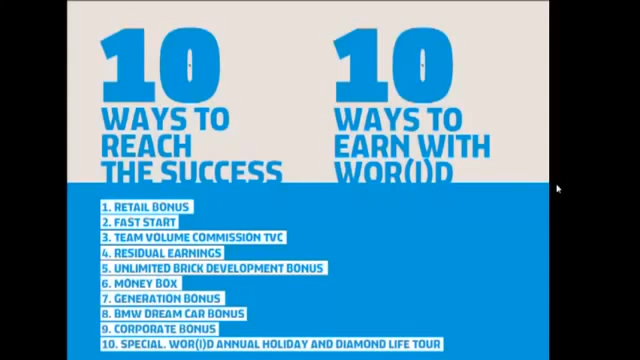 10
WAYS TO
REACH
THE SUCCESS
10
WAYS TO
EARN WITH
WOR(I)D
1. RETAIL BONUS
2. FAST START
3. TEAM VOLUME COMMISSION TVC
4. RESIDUAL EARNINGS
5. UNLIMITED BRICK DEVELOPMENT BONUS
6. MONEY BOX
7. GENERATION BONUS
8. BMW DREAM CAR BONUS
9. CORPORATE BONUS
10. SPECIAL. WOR(I)D ANNUAL HOLIDAY AND DIAMOND LIFE TOUR